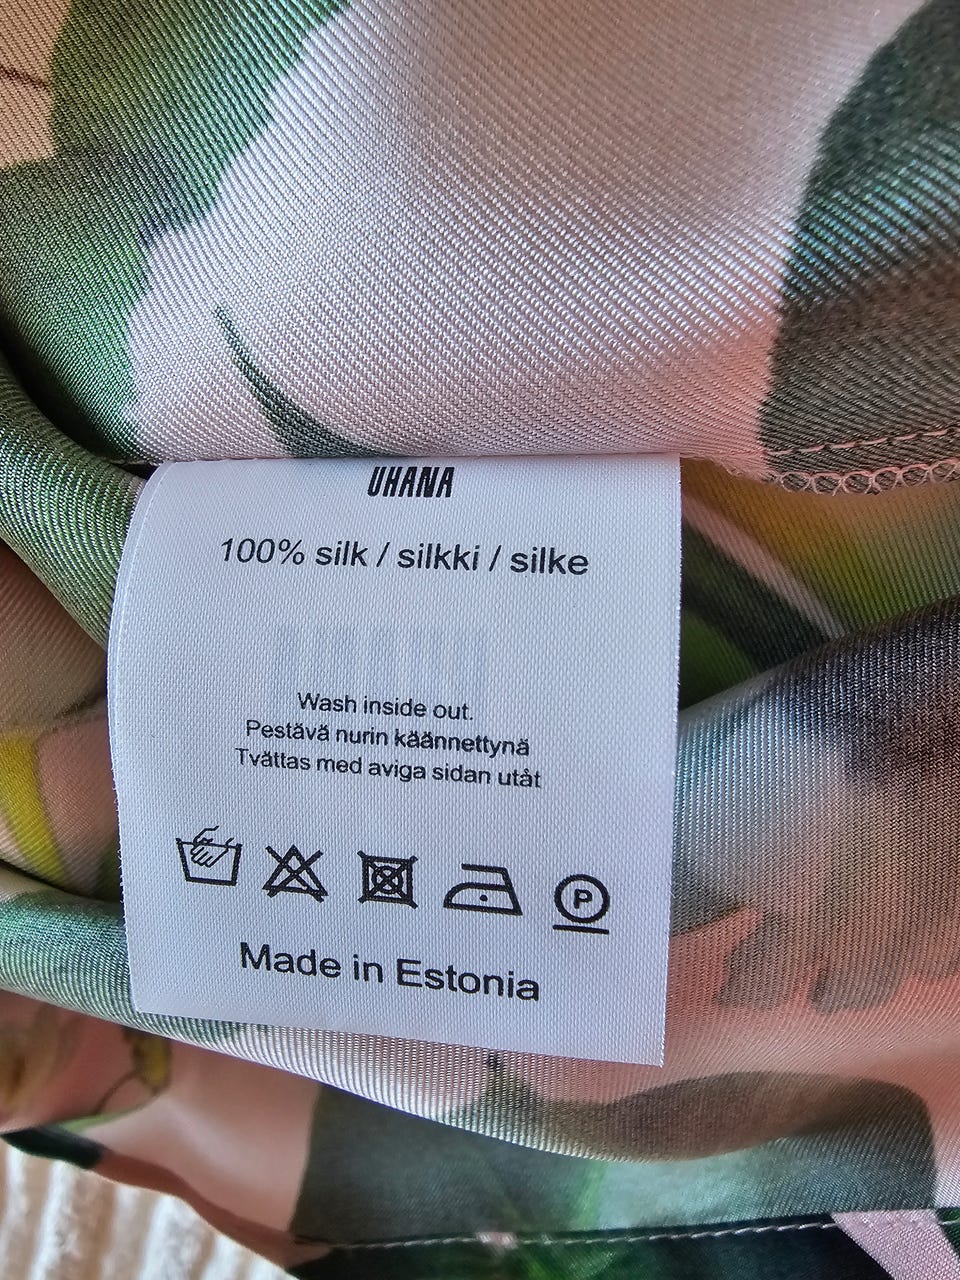 UHANA
100% silk / silkki / silke
Wash inside out.
Pestävä nurin käännettynä
Tvättas med aviga sidan utåt
P
Made in Estonia